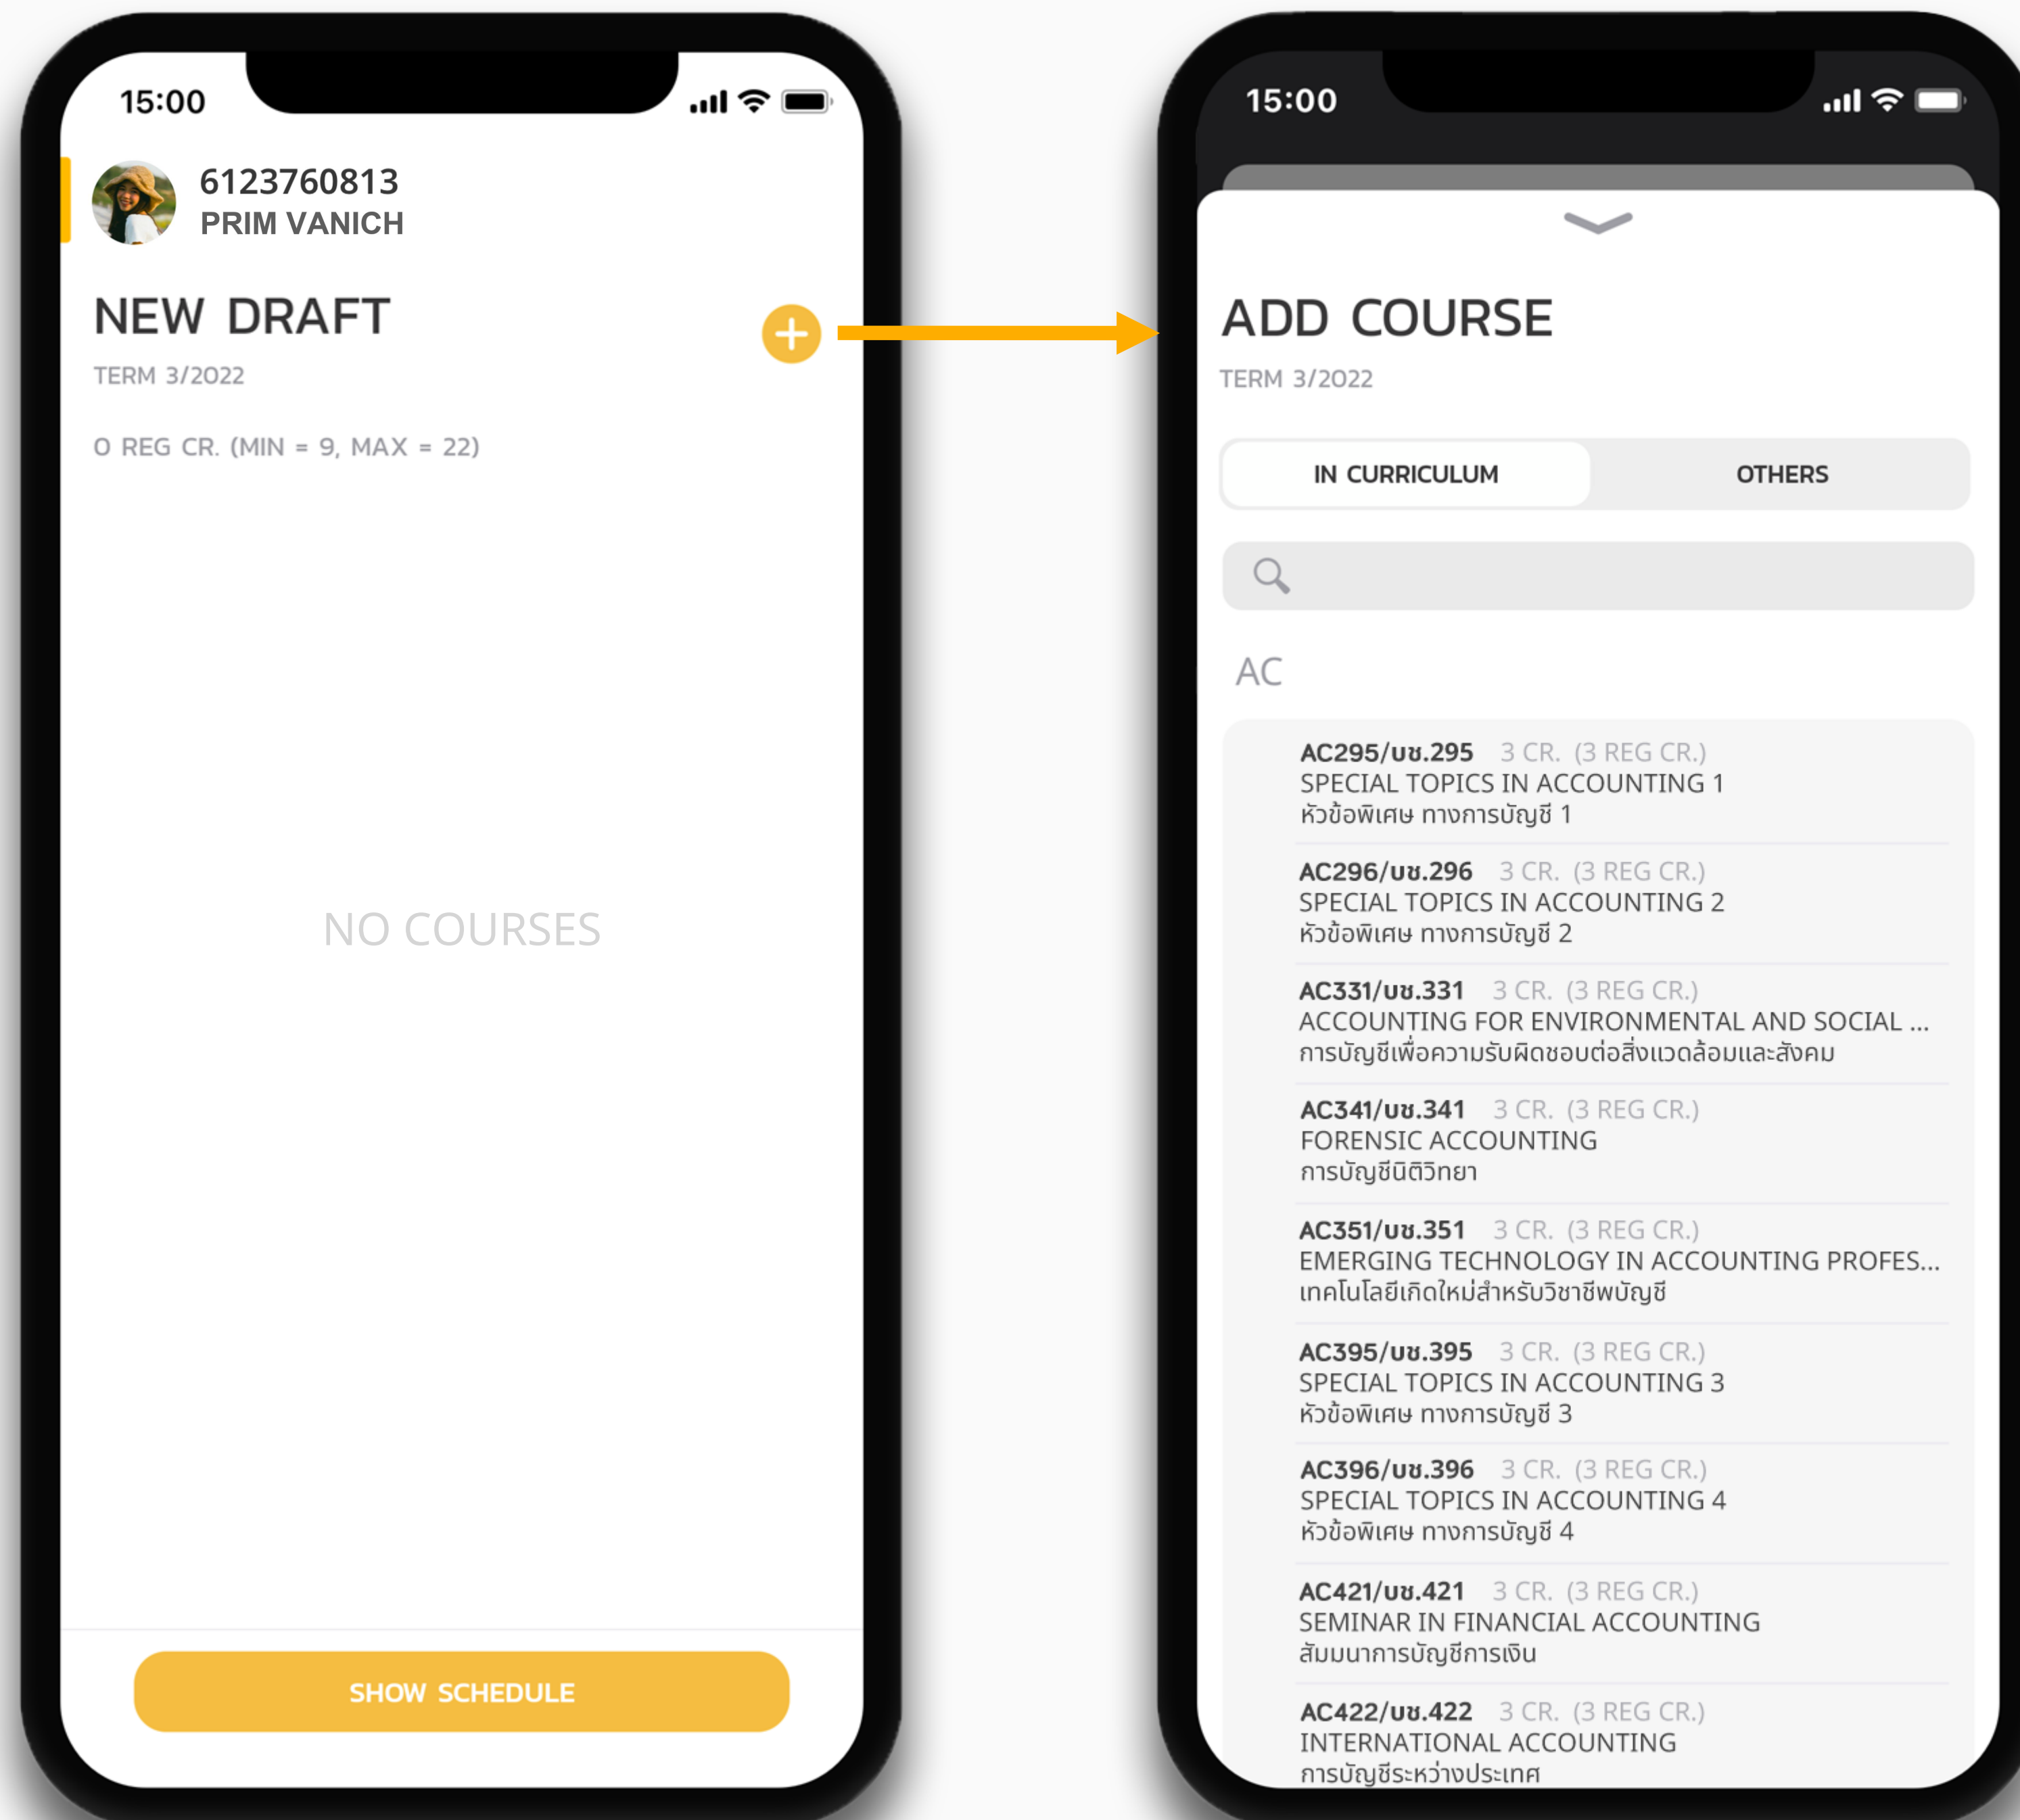 15:00
6123760813
PRIM VANICH
NEW DRAFT
TERM 3/2022
0 REG CR. (MIN = 9, MAX = 22)
NO COURSES
SHOW SCHEDULE
15:00
ADD COURSE
TERM 3/2022
IN CURRICULUM OTHERS
AC
AC295/บช.295 3 CR. (3 REG CR.)
SPECIAL TOPICS IN ACCOUNTING 1
หัวข้อพิเศษ ทางการบัญชี 1
AC296/บช.296 3 CR. (3 REG CR.)
SPECIAL TOPICS IN ACCOUNTING 2
หัวข้อพิเศษ ทางการบัญชี 2
AC331/บช.331 3 CR. (3 REG CR.)
ACCOUNTING FOR ENVIRONMENTAL AND SOCIAL ...
การบัญชีเพื่อความรับผิดชอบต่อสิ่งแวดล้อมและสังคม
AC341/บช.341 3 CR. (3 REG CR.)
FORENSIC ACCOUNTING
การบัญชีนิติวิทยา
AC351/บช.351 3 CR. (3 REG CR.)
EMERGING TECHNOLOGY IN ACCOUNTING PROFES...
เทคโนโลยีเกิดใหม่สำหรับวิชาชีพบัญชี
AC395/บช.395 3 CR. (3 REG CR.)
SPECIAL TOPICS IN ACCOUNTING 3
หัวข้อพิเศษ ทางการบัญชี 3
AC396/บช.396 3 CR. (3 REG CR.)
SPECIAL TOPICS IN ACCOUNTING 4
หัวข้อพิเศษ ทางการบัญชี 4
AC421/บช.421 3 CR. (3 REG CR.)
SEMINAR IN FINANCIAL ACCOUNTING
สัมมนาการบัญชีการเงิน
AC422/บช.422 3 CR. (3 REG CR.)
INTERNATIONAL ACCOUNTING
การบัญชีระหว่างประเทศ